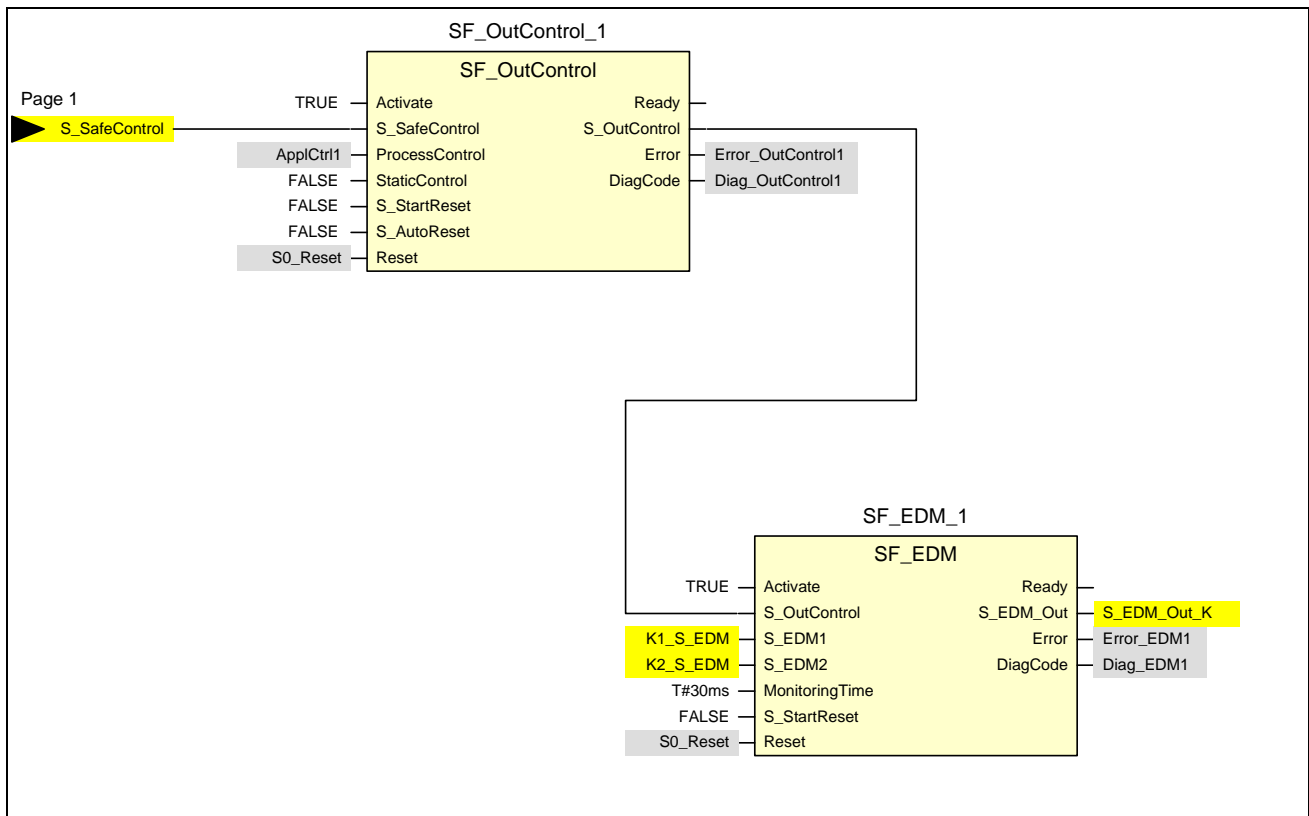 SF_OutControl_1
SF_OutControl
Page 1
TRUE Activate Ready
S_SafeControl S_SafeControl S_OutControl
ApplCtrl1 ProcessControl Error Error_OutControl1
FALSE StaticControl DiagCode Diag_OutControl1
FALSE S_StartReset
FALSE S_AutoReset
S0_Reset Reset
SF_EDM_1
SF_EDM
TRUE Activate Ready
S_OutControl S_EDM_Out S_EDM_Out_K
K1_S_EDM S_EDM1 Error Error_EDM1
K2_S_EDM S_EDM2 DiagCode Diag_EDM1
T#30ms MonitoringTime
FALSE S_StartReset
S0_Reset Reset